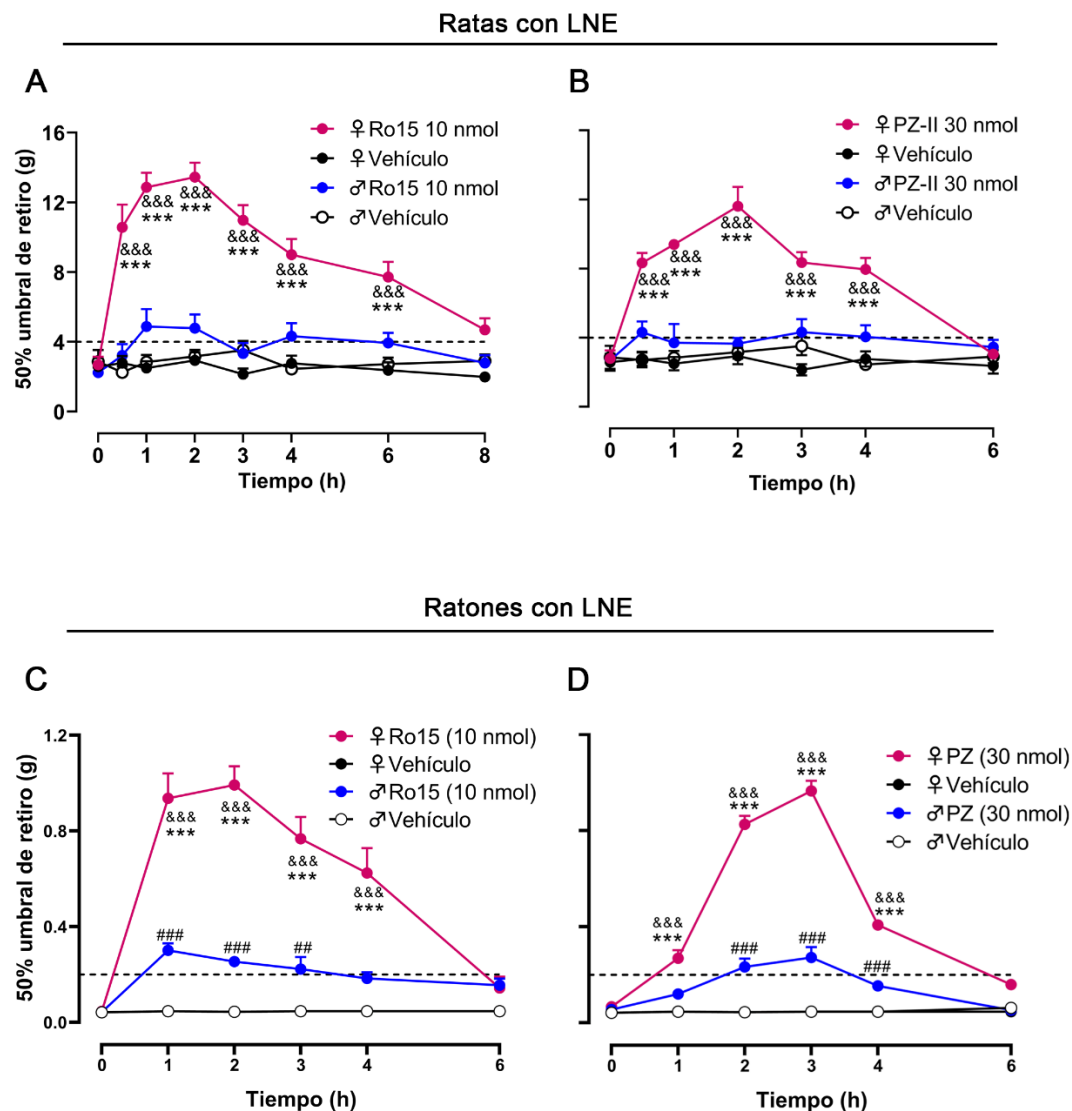 Ratas con LNE
A
♀Ro15 10 nmol
♀Vehículo
♂Ro15 10 nmol
♂Vehículo
50% umbral de retiro (g)
16
12
8
4
0
&&&
***
&&&
***
&&&
***
&&&
***
&&&
***
&&&
***
0 1 2 3 4 6 8
Tiempo (h)
B
♀PZ-II 30 nmol
♀Vehículo
♂PZ-II 30 nmol
♂Vehículo
&&&
***
&&&
***
&&&
***
&&&
***
&&&
***
0 1 2 3 4 6
Tiempo (h)
Ratones con LNE
C
♀Ro15 (10 nmol)
♀Vehículo
♂Ro15 (10 nmol)
♂Vehículo
50% umbral de retiro (g)
1.2
0.8
0.4
0.0
&&&
***
&&&
***
&&&
***
&&&
***
### ### ##
0 1 2 3 4 6
Tiempo (h)
D
♀PZ (30 nmol)
♀Vehículo
♂PZ (30 nmol)
♂Vehículo
&&&
***
&&&
***
&&&
***
&&&
***
### ### ###
0 1 2 3 4 6
Tiempo (h)